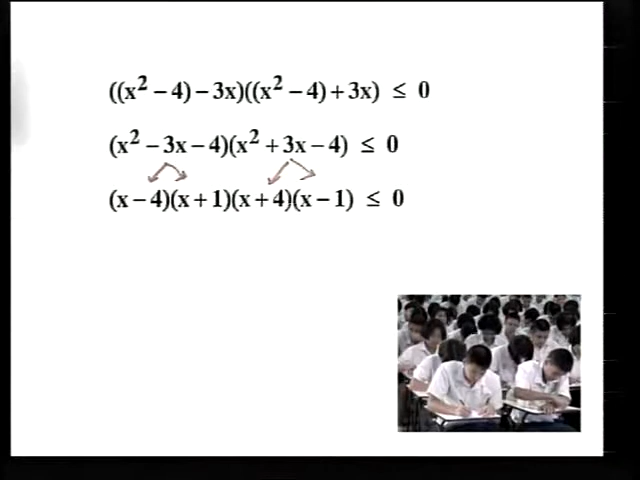 ((x² − 4) − 3x)((x² − 4) + 3x) ≤ 0
(x² − 3x − 4)(x² + 3x − 4) ≤ 0
(x − 4)(x + 1)(x + 4)(x − 1) ≤ 0